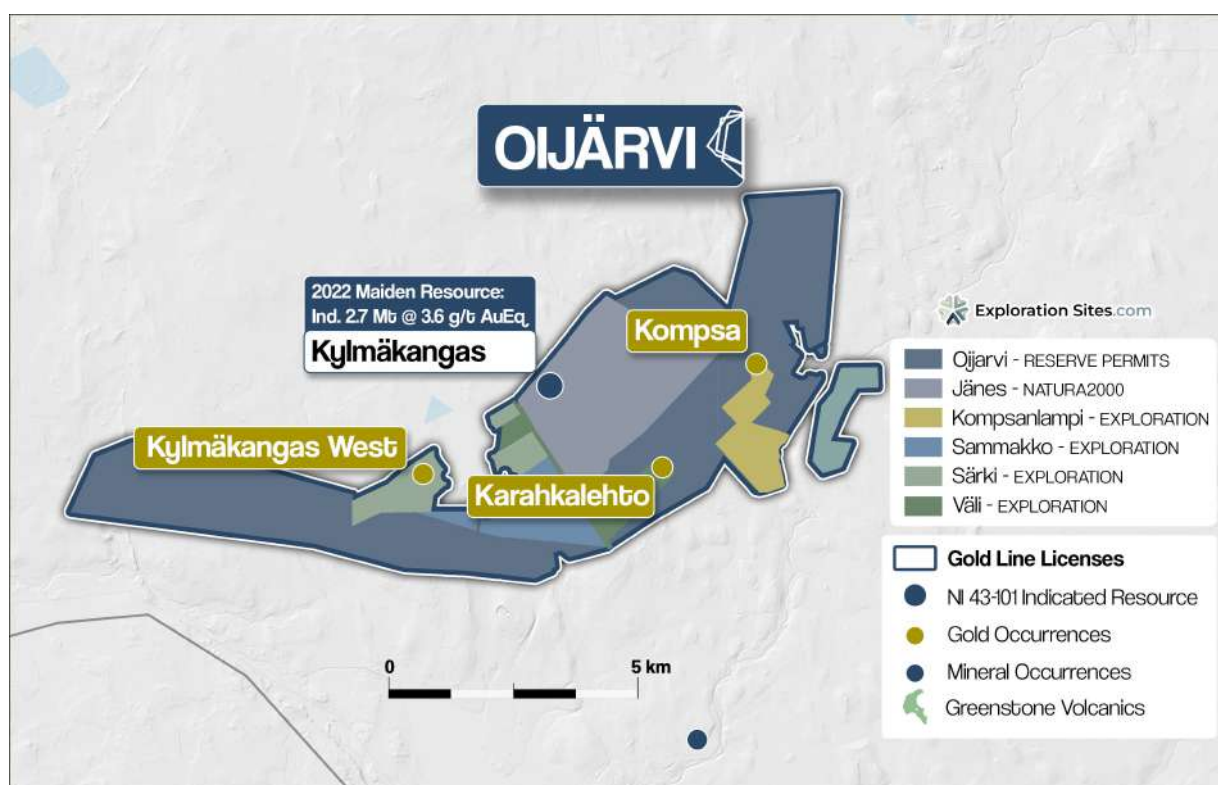 OIJÄRVI
2022 Maiden Resource:
Ind. 2.7 Mt @ 3.6 g/t AuEq
Kylmäkangas
Kompsa
Kylmäkangas West
Karahkalehto
0 5 km
Exploration Sites.com
Oijarvi - RESERVE PERMITS
Jänes - NATURA2000
Kompsanlampi - EXPLORATION
Sammakko - EXPLORATION
Särki - EXPLORATION
Väli - EXPLORATION
Gold Line Licenses
NI 43-101 Indicated Resource
Gold Occurrences
Mineral Occurrences
Greenstone Volcanics